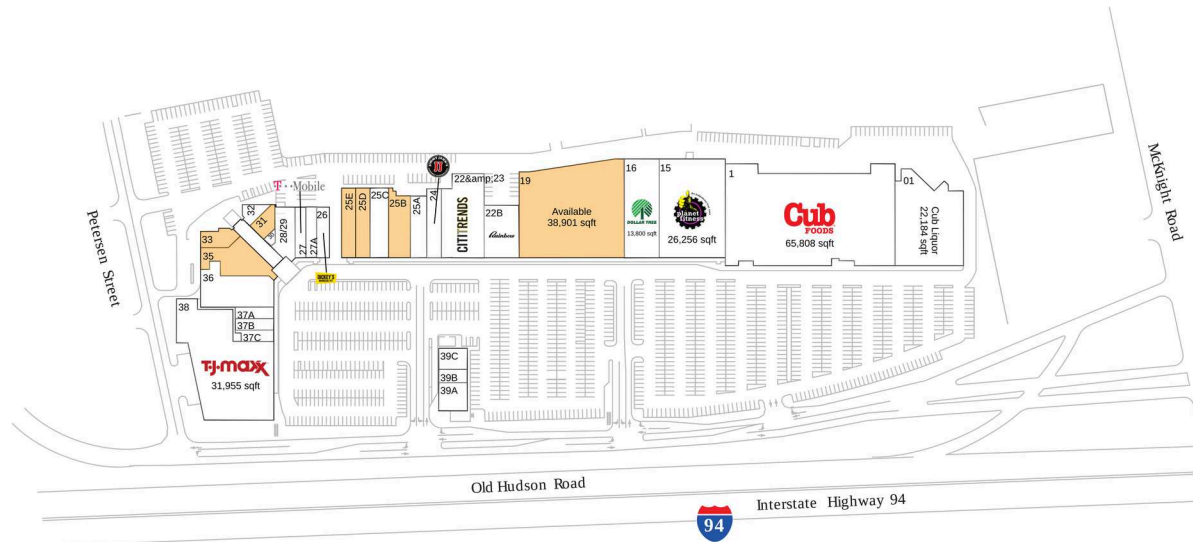 Petersen Street
McKnight Road
T··Mobile
22&amp;23
19
16
15
1
01
32
31
30
33
35
36
28/29
27
27A
26
25E
25D
25C
25B
25A
24
CITITRENDS
22B
Rainbow
Available
38,901 sqft
DOLLAR TREE
13,800 sqft
planet
fitness
26,256 sqft
Cub
FOODS
65,808 sqft
Cub Liquor
22,184 sqft
DICKEY'S
38
37A
37B
37C
T·J·maxx
31,955 sqft
39C
39B
39A
Old Hudson Road
Interstate Highway 94
94